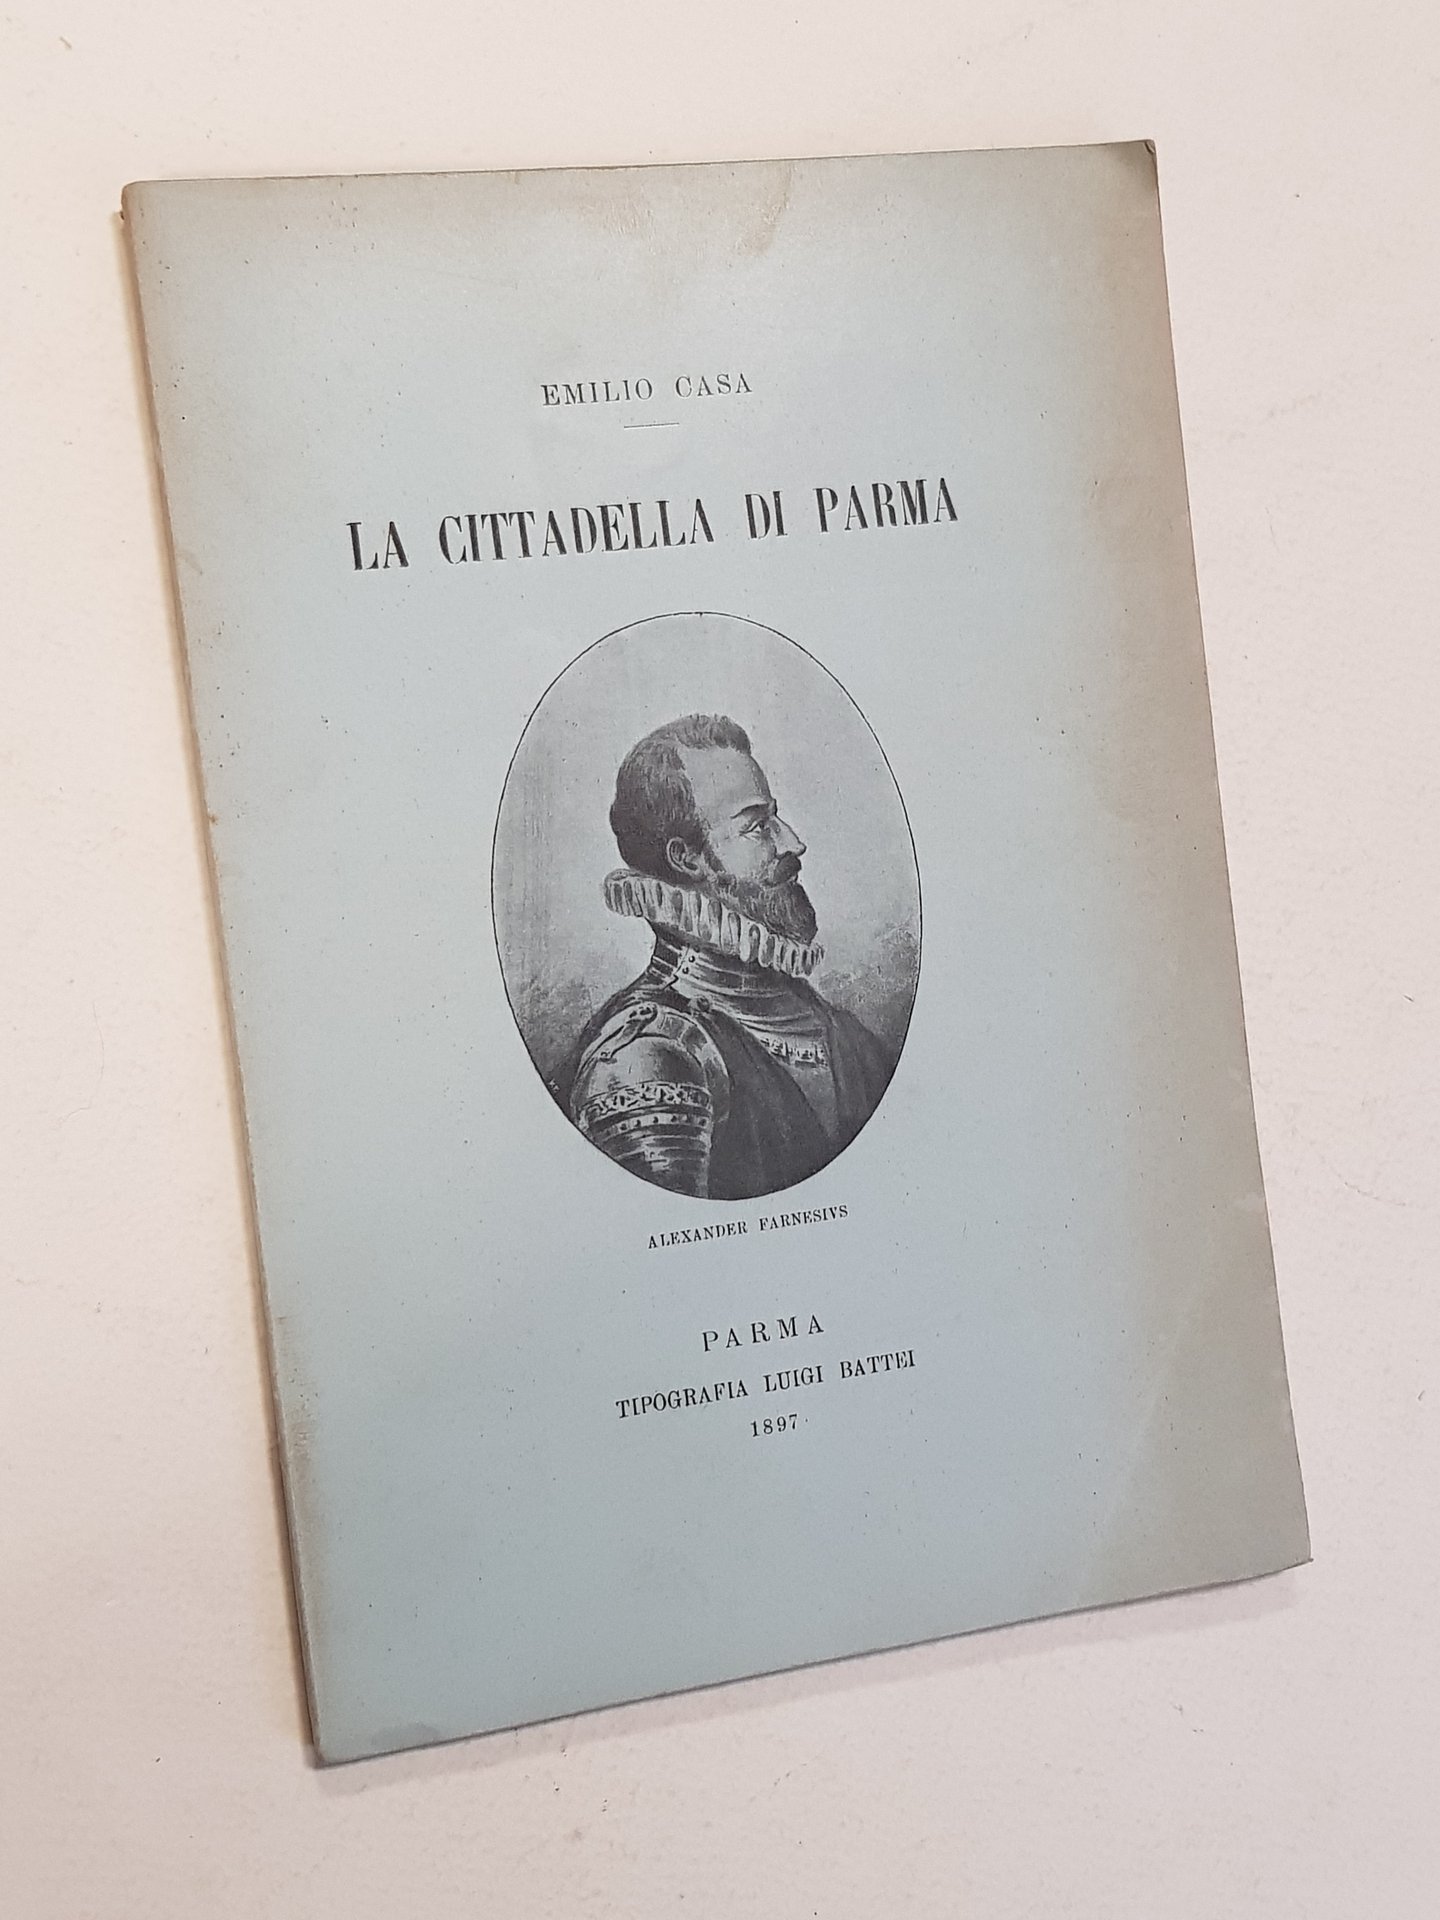 EMILIO CASA
LA CITTADELLA DI PARMA
ALEXANDER FARNESIVS
PARMA
TIPOGRAFIA LUIGI BATTEI
1897